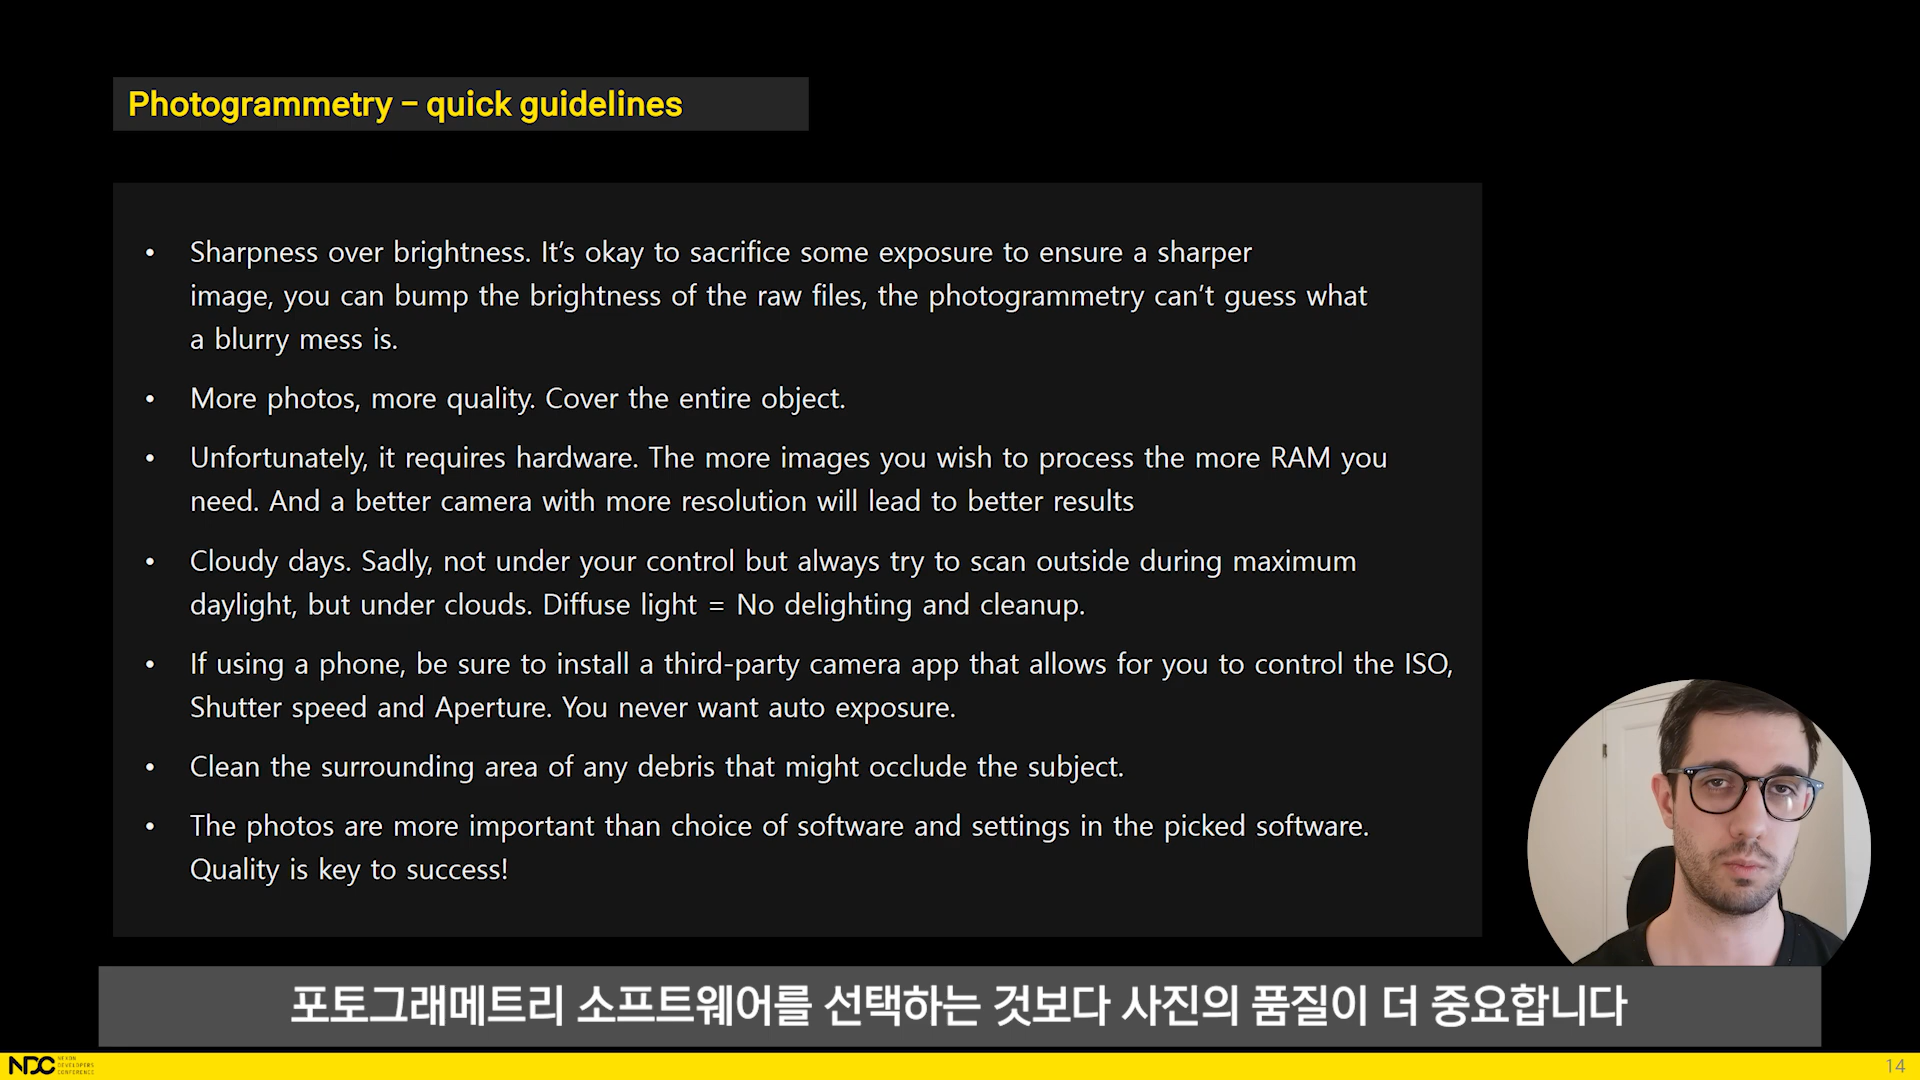 Photogrammetry – quick guidelines
• Sharpness over brightness. It’s okay to sacrifice some exposure to ensure a sharper
image, you can bump the brightness of the raw files, the photogrammetry can’t guess what
a blurry mess is.
• More photos, more quality. Cover the entire object.
• Unfortunately, it requires hardware. The more images you wish to process the more RAM you
need. And a better camera with more resolution will lead to better results
• Cloudy days. Sadly, not under your control but always try to scan outside during maximum
daylight, but under clouds. Diffuse light = No delighting and cleanup.
• If using a phone, be sure to install a third-party camera app that allows for you to control the ISO,
Shutter speed and Aperture. You never want auto exposure.
• Clean the surrounding area of any debris that might occlude the subject.
• The photos are more important than choice of software and settings in the picked software.
Quality is key to success!
포토그래메트리 소프트웨어를 선택하는 것보다 사진의 품질이 더 중요합니다
NDC
NEXON
DEVELOPERS
CONFERENCE
14